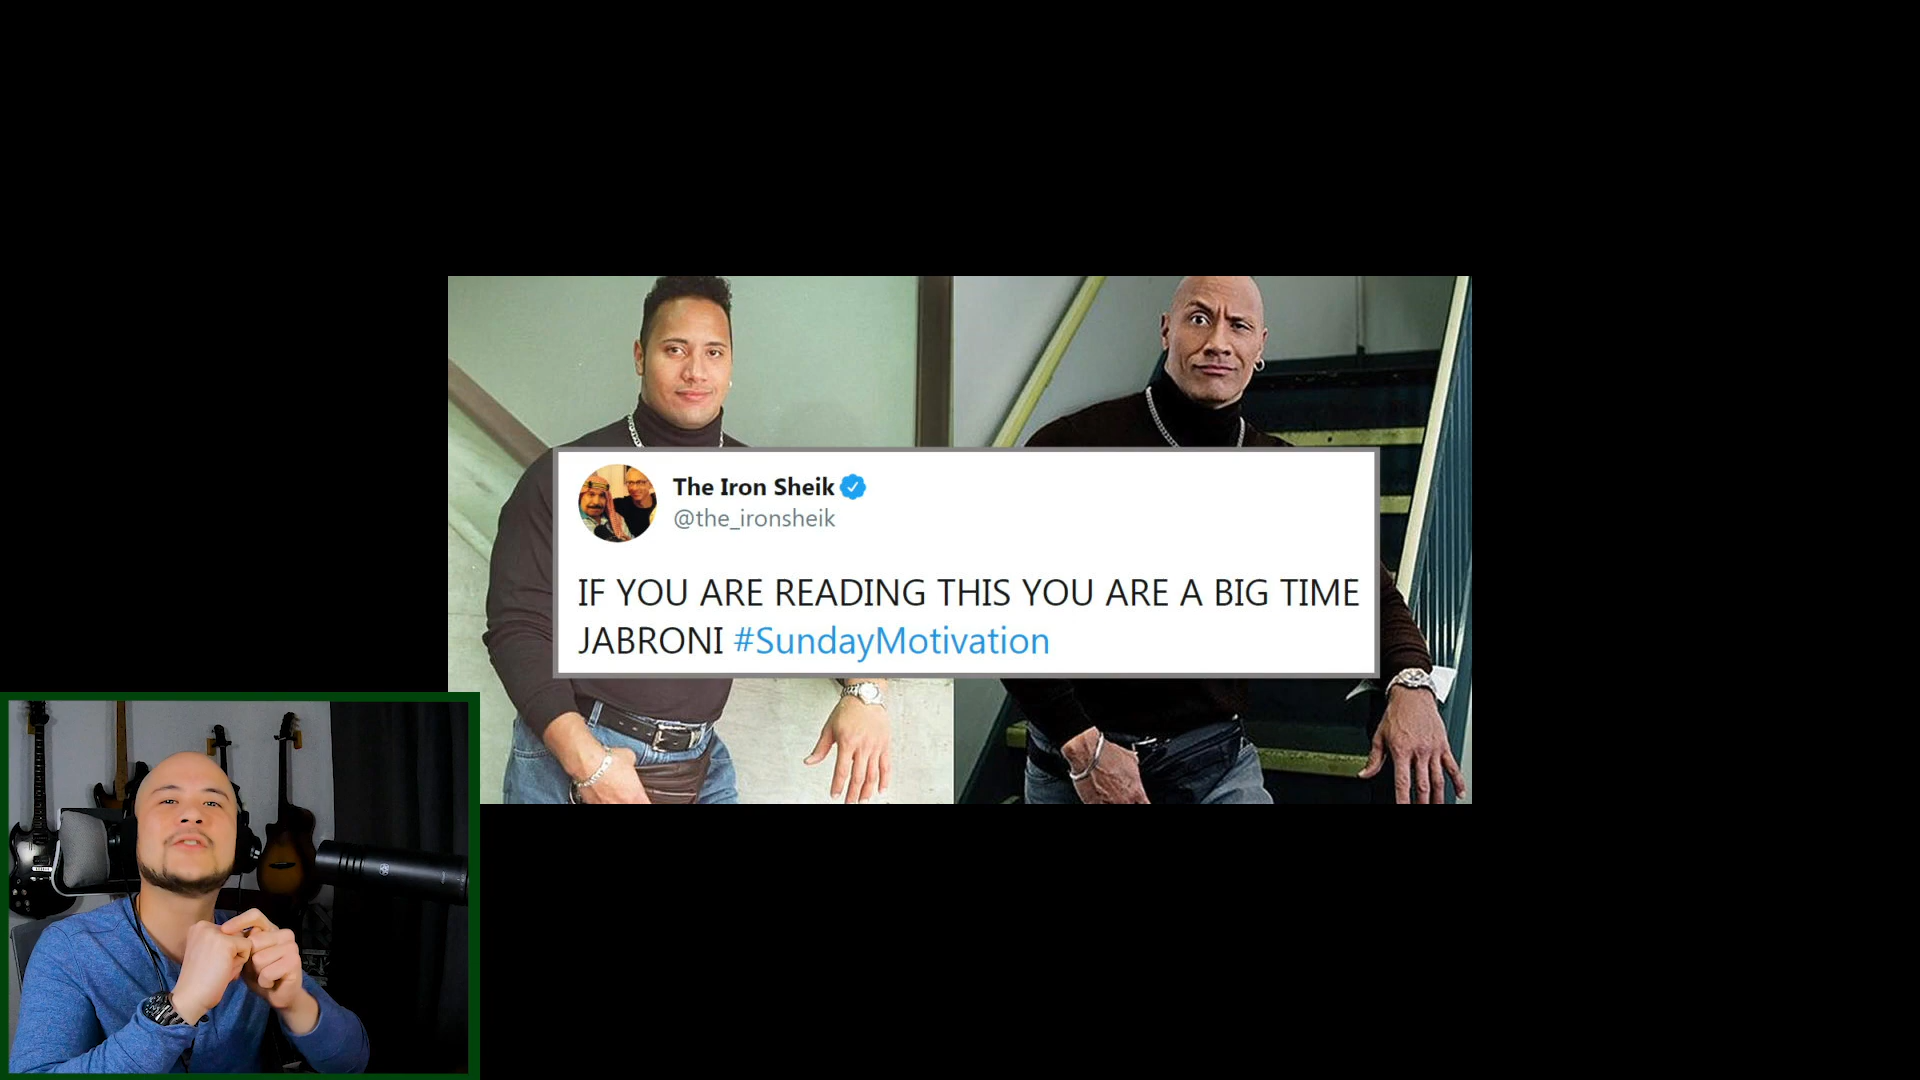 The Iron Sheik
@the_ironsheik
IF YOU ARE READING THIS YOU ARE A BIG TIME
JABRONI #SundayMotivation